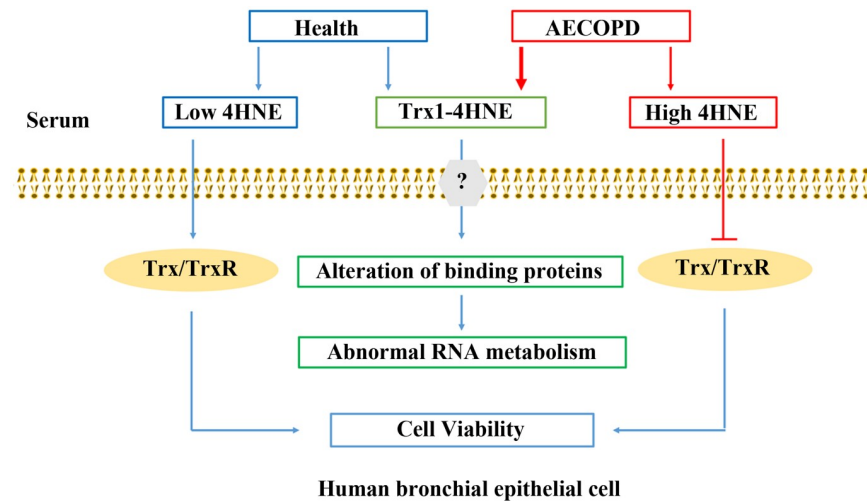 Health
AECOPD
Serum
Low 4HNE
Trx1-4HNE
High 4HNE
?
Trx/TrxR
Alteration of binding proteins
Trx/TrxR
Abnormal RNA metabolism
Cell Viability
Human bronchial epithelial cell